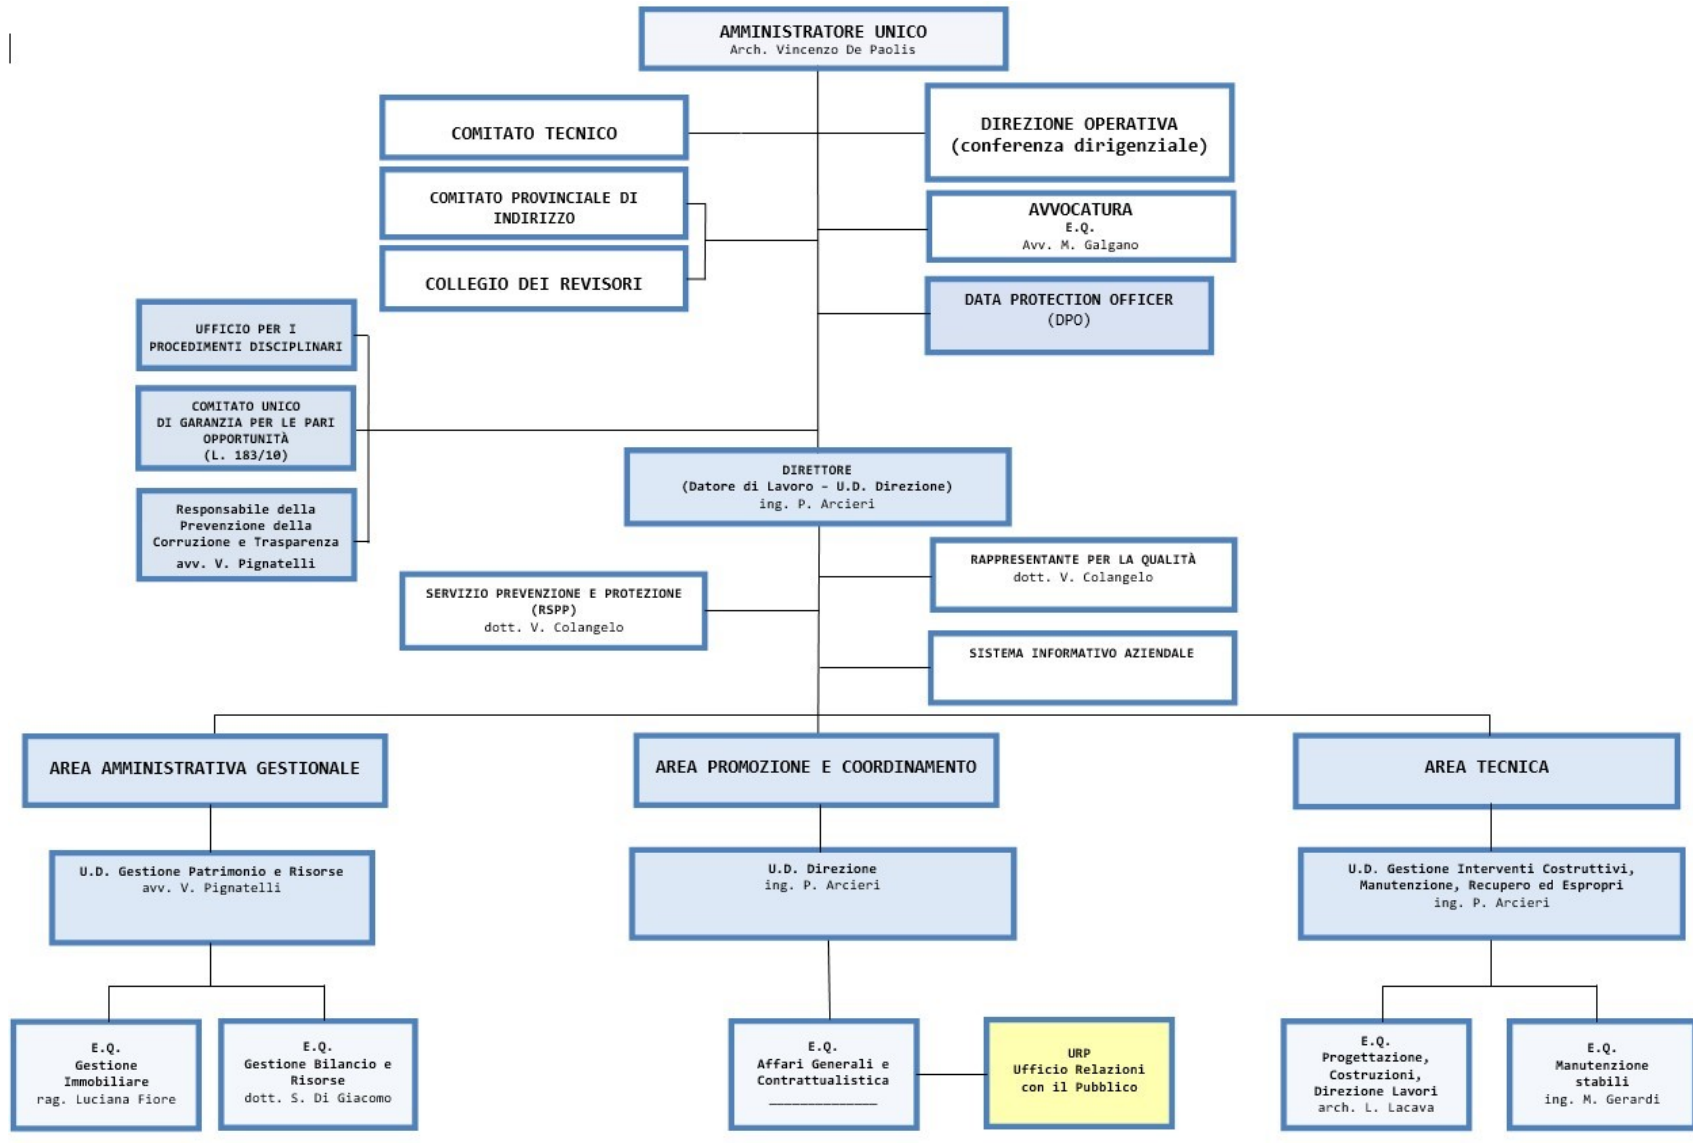 AMMINISTRATORE UNICO
Arch. Vincenzo De Paolis
COMITATO TECNICO
DIREZIONE OPERATIVA
(conferenza dirigenziale)
COMITATO PROVINCIALE DI
INDIRIZZO
AVVOCATURA
E.Q.
Avv. M. Galgano
COLLEGIO DEI REVISORI
DATA PROTECTION OFFICER
(DPO)
UFFICIO PER I
PROCEDIMENTI DISCIPLINARI
COMITATO UNICO
DI GARANZIA PER LE PARI
OPPORTUNITÀ
(L. 183/10)
Responsabile della
Prevenzione della
Corruzione e Trasparenza
avv. V. Pignatelli
DIRETTORE
(Datore di Lavoro – U.D. Direzione)
ing. P. Arcieri
RAPPRESENTANTE PER LA QUALITÀ
dott. V. Colangelo
SERVIZIO PREVENZIONE E PROTEZIONE
(RSPP)
dott. V. Colangelo
SISTEMA INFORMATIVO AZIENDALE
AREA AMMINISTRATIVA GESTIONALE
AREA PROMOZIONE E COORDINAMENTO
AREA TECNICA
U.D. Gestione Patrimonio e Risorse
avv. V. Pignatelli
U.D. Direzione
ing. P. Arcieri
U.D. Gestione Interventi Costruttivi,
Manutenzione, Recupero ed Espropri
ing. P. Arcieri
E.Q.
Gestione
Immobiliare
rag. Luciana Fiore
E.Q.
Gestione Bilancio e
Risorse
dott. S. Di Giacomo
E.Q.
Affari Generali e
Contrattualistica
______________
URP
Ufficio Relazioni
con il Pubblico
E.Q.
Progettazione,
Costruzioni,
Direzione Lavori
arch. L. Lacava
E.Q.
Manutenzione
stabili
ing. M. Gerardi